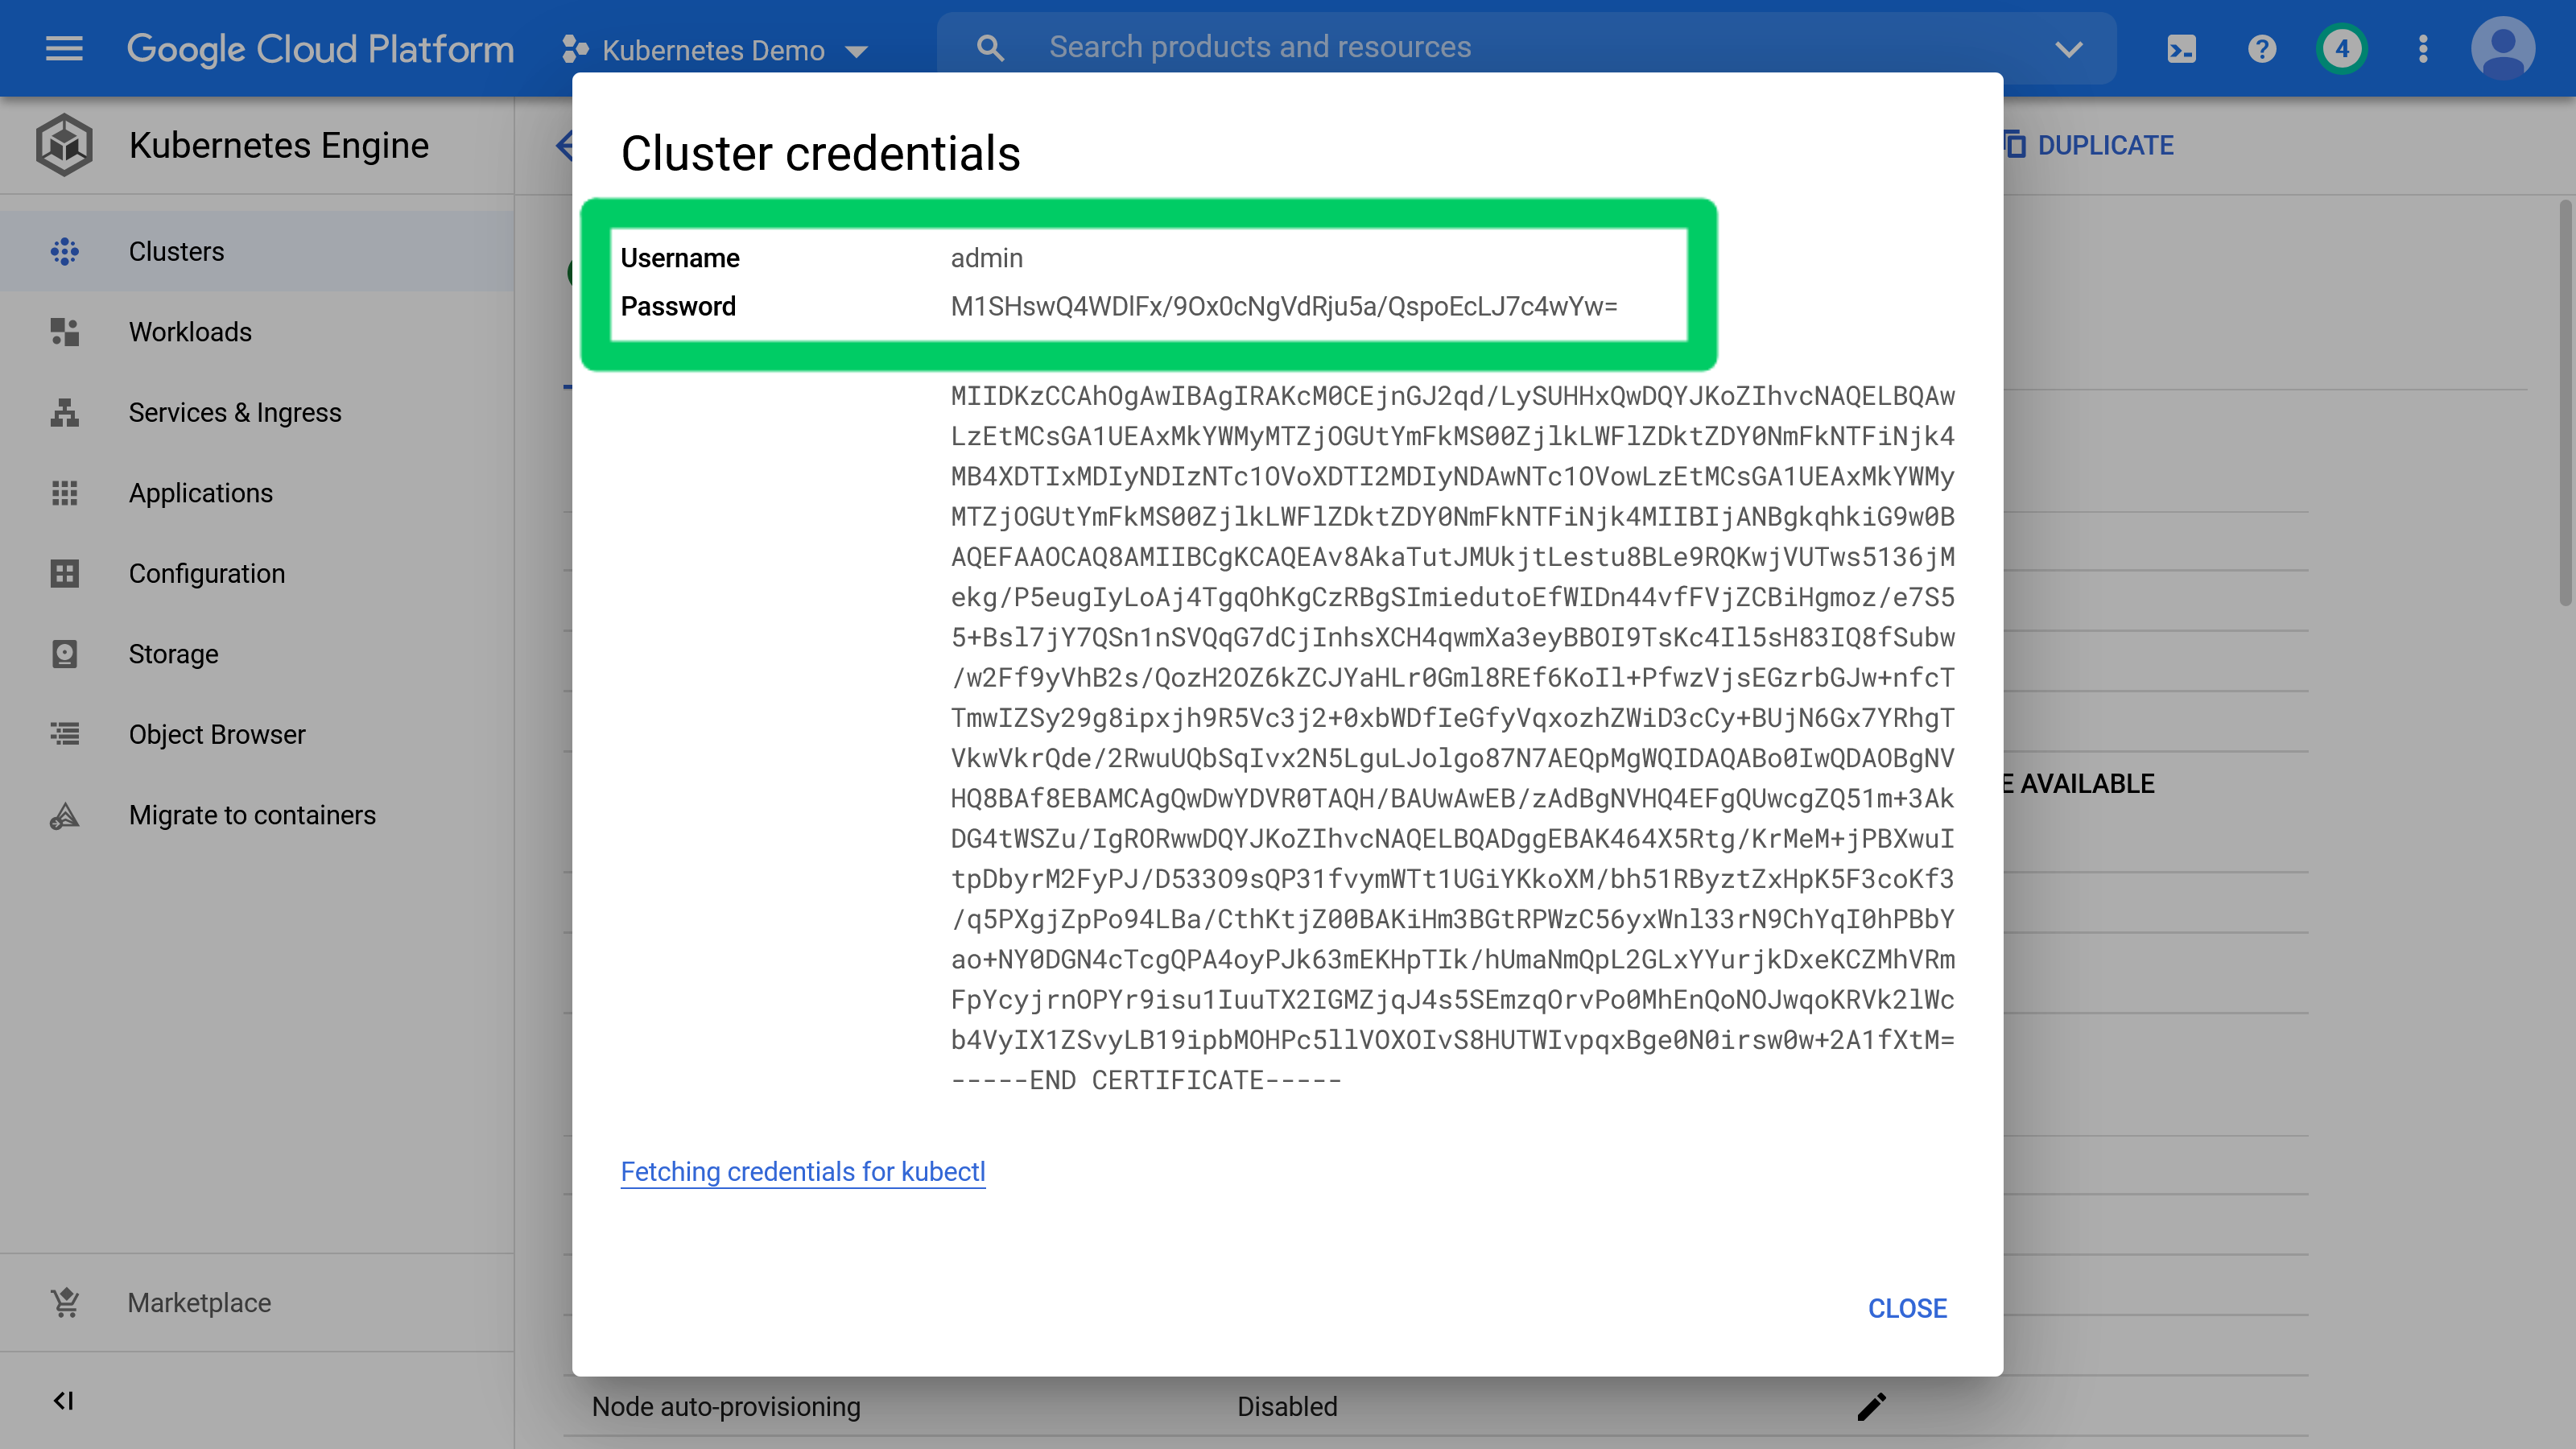 Google Cloud Platform
Kubernetes Demo
Search products and resources
4
Kubernetes Engine
DUPLICATE
Clusters
Workloads
Services & Ingress
Applications
Configuration
Storage
Object Browser
Migrate to containers
Marketplace
Cluster credentials
Username admin
Password M1SHswQ4WDlFx/9Ox0cNgVdRju5a/QspoEcLJ7c4wYw=
MIIDKzCCAhOgAwIBAgIRAKcM0CEjnGJ2qd/LySUHHxQwDQYJKoZIhvcNAQELBQAw
LzEtMCsGA1UEAxMkYWMyMTZjOGUtYmFkMS00ZjlkLWFlZDktZDY0NmFkNTFiNjk4
MB4XDTIxMDIyNDIzNTc1OVoXDTI2MDIyNDAwNTc1OVowLzEtMCsGA1UEAxMkYWMy
MTZjOGUtYmFkMS00ZjlkLWFlZDktZDY0NmFkNTFiNjk4MIIBIjANBgkqhkiG9w0B
AQEFAAOCAQ8AMIIBCgKCAQEAv8AkaTutJMUkjtLestu8BLe9RQKwjVUTws5136jM
ekg/P5eugIyLoAj4TgqOhKgCzRBgSImiedutoEfWIDn44vfFVjZCBiHgmoz/e7S5
5+Bsl7jY7QSn1nSVQqG7dCjInhsXCH4qwmXa3eyBBOI9TsKc4Il5sH83IQ8fSubw
/w2Ff9yVhB2s/QozH2OZ6kZCJYaHLr0Gml8REf6KoIl+PfwzVjsEGzrbGJw+nfcT
TmwIZSy29g8ipxjh9R5Vc3j2+0xbWDfIeGfyVqxozhZWiD3cCy+BUjN6Gx7YRhgT
VkwVkrQde/2RwuUQbSqIvx2N5LguLJolgo87N7AEQpMgWQIDAQABo0IwQDAOBgNV
HQ8BAf8EBAMCAgQwDwYDVR0TAQH/BAUwAwEB/zAdBgNVHQ4EFgQUwcgZQ51m+3Ak
DG4tWSZu/IgRORwwDQYJKoZIhvcNAQELBQADggEBAK464X5Rtg/KrMeM+jPBXwuI
tpDbyrM2FyPJ/D533O9sQP31fvymWTt1UGiYKkoXM/bh51RByztZxHpK5F3coKf3
/q5PXgjZpPo94LBa/CthKtjZ00BAKiHm3BGtRPWzC56yxWnl33rN9ChYqI0hPBbY
ao+NY0DGN4cTcgQPA4oyPJk63mEKHpTIk/hUmaNmQpL2GLxYYurjkDxeKCZMhVRm
FpYcyjrnOPYr9isu1IuuTX2IGMZjqJ4s5SEmzqOrvPo0MhEnQoNOJwqoKRVk2lWc
b4VyIX1ZSvyLB19ipbMOHPc5llVOXOIvS8HUTWIvpqxBge0N0irsw0w+2A1fXtM=
-----END CERTIFICATE-----
E AVAILABLE
Fetching credentials for kubectl
CLOSE
Node auto-provisioning Disabled